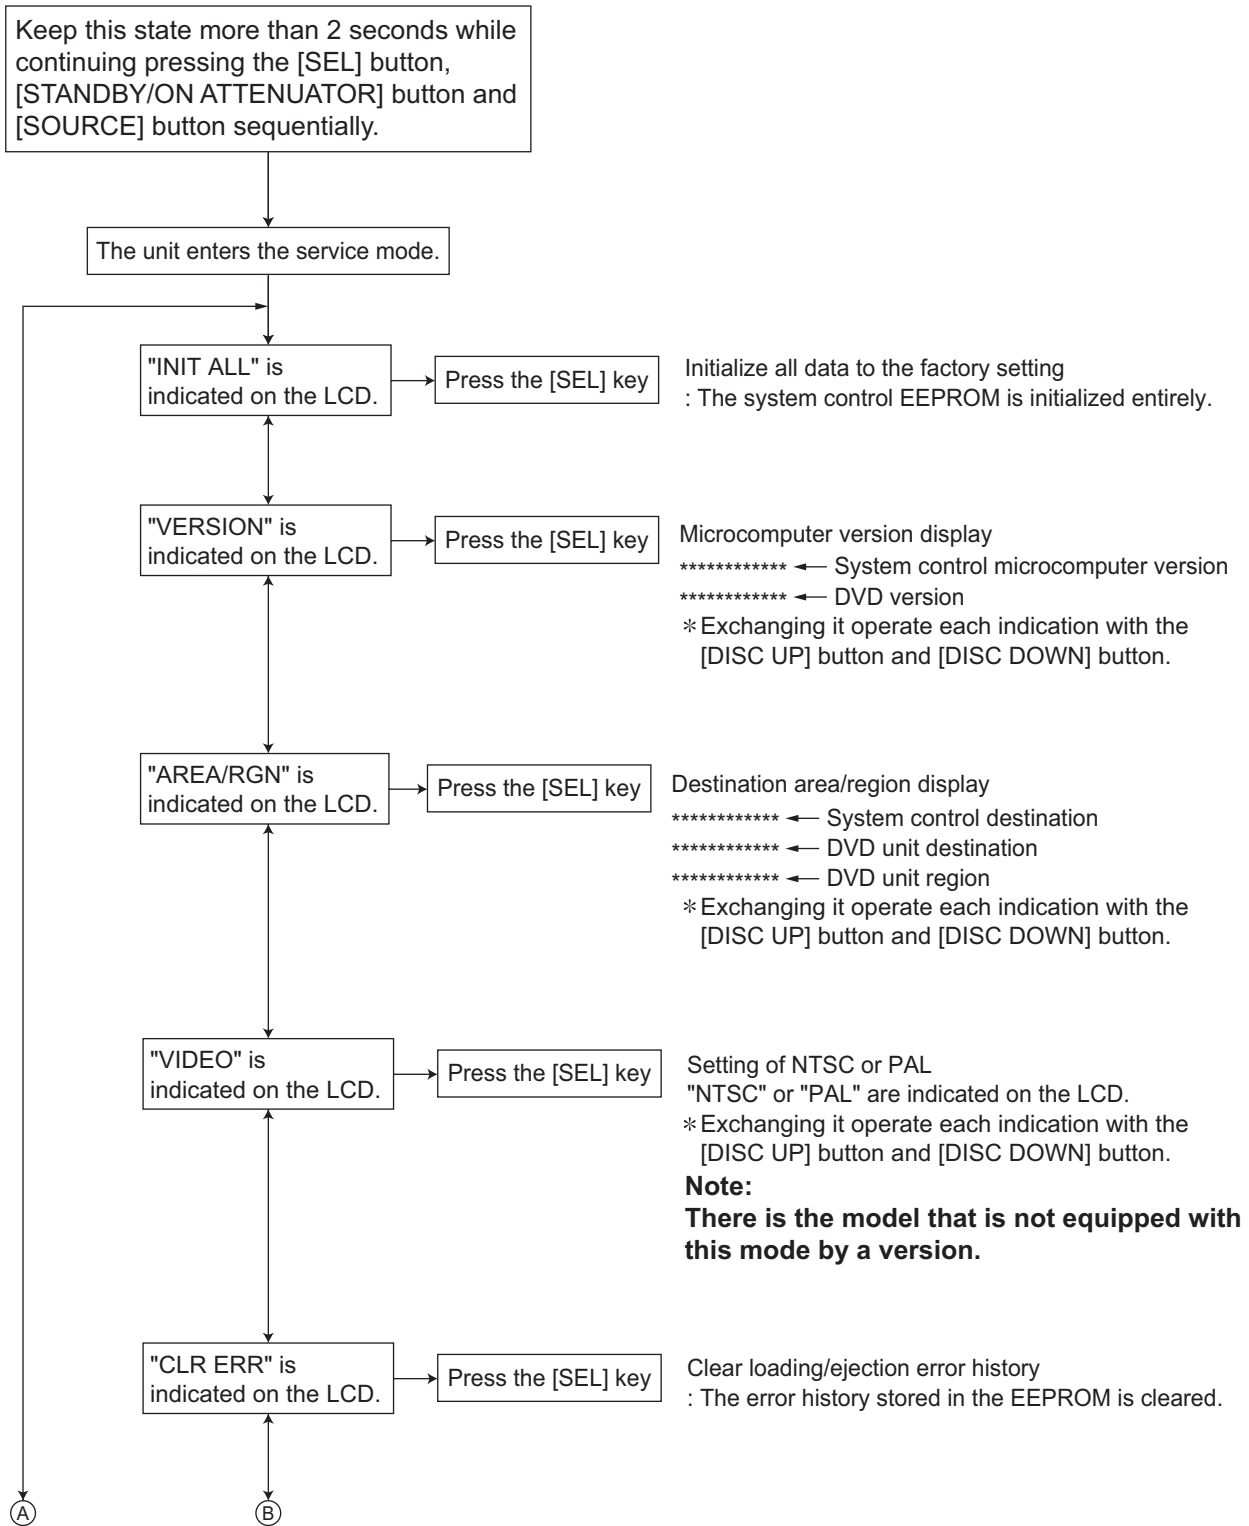 Keep this state more than 2 seconds while
continuing pressing the [SEL] button,
[STANDBY/ON ATTENUATOR] button and
[SOURCE] button sequentially.
The unit enters the service mode.
"INIT ALL" is
indicated on the LCD.
Press the [SEL] key
Initialize all data to the factory setting
: The system control EEPROM is initialized entirely.
"VERSION" is
indicated on the LCD.
Press the [SEL] key
Microcomputer version display
************ System control microcomputer version
************ DVD version
*Exchanging it operate each indication with the
[DISC UP] button and [DISC DOWN] button.
"AREA/RGN" is
indicated on the LCD.
Press the [SEL] key
Destination area/region display
************ System control destination
************ DVD unit destination
************ DVD unit region
*Exchanging it operate each indication with the
[DISC UP] button and [DISC DOWN] button.
"VIDEO" is
indicated on the LCD.
Press the [SEL] key
Setting of NTSC or PAL
"NTSC" or "PAL" are indicated on the LCD.
*Exchanging it operate each indication with the
[DISC UP] button and [DISC DOWN] button.
Note:
There is the model that is not equipped with
this mode by a version.
"CLR ERR" is
indicated on the LCD.
Press the [SEL] key
Clear loading/ejection error history
: The error history stored in the EEPROM is cleared.
A
B